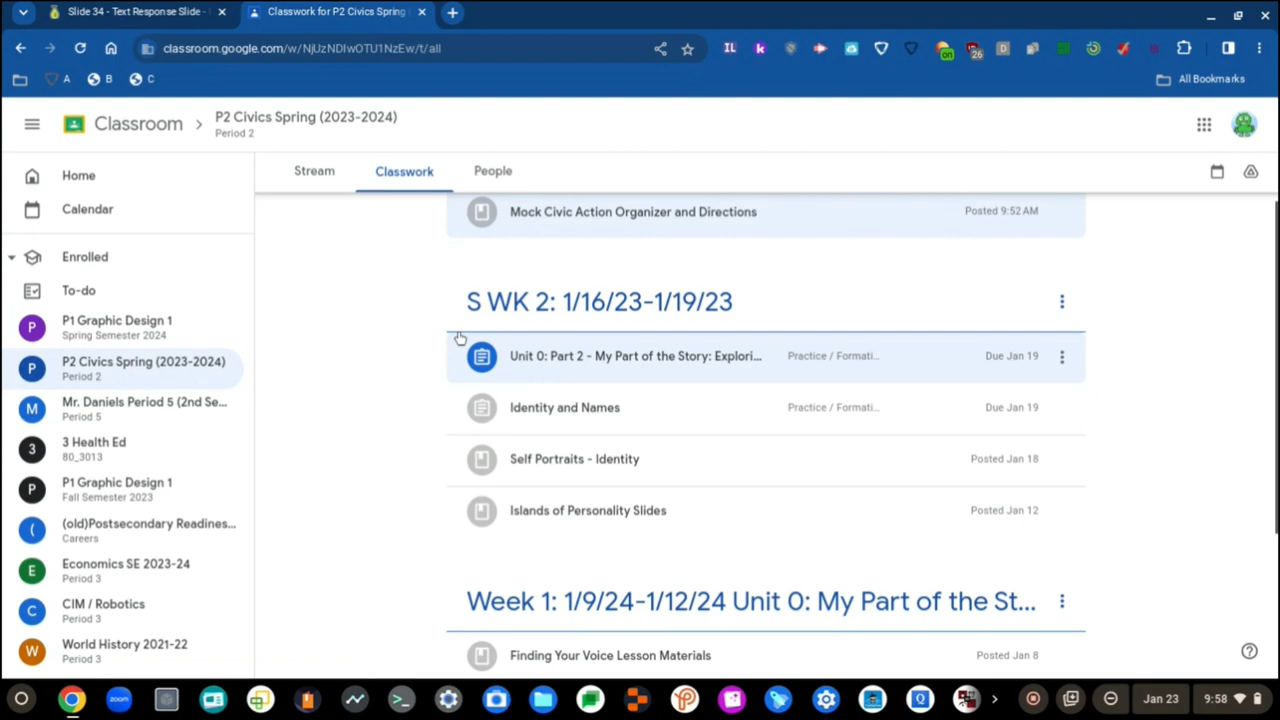 Slide 34 - Text Response Slide -
Classwork for P2 Civics Spring
classroom.google.com/w/NjUzNDIwOTU1NzEw/t/all
IL
k
on
26
D
A
B
C
All Bookmarks
Classroom
P2 Civics Spring (2023-2024)
Period 2
Stream
Classwork
People
Home
Calendar
Enrolled
To-do
P
P1 Graphic Design 1
Spring Semester 2024
P
P2 Civics Spring (2023-2024)
Period 2
M
Mr. Daniels Period 5 (2nd Se...
Period 5
3
3 Health Ed
80_3013
P
P1 Graphic Design 1
Fall Semester 2023
(
(old)Postsecondary Readines...
Careers
E
Economics SE 2023-24
Period 3
C
CIM / Robotics
Period 3
W
World History 2021-22
Period 3
Mock Civic Action Organizer and Directions
Posted 9:52 AM
S WK 2: 1/16/23-1/19/23
Unit 0: Part 2 - My Part of the Story: Explori...
Practice / Formati...
Due Jan 19
Identity and Names
Practice / Formati...
Due Jan 19
Self Portraits - Identity
Posted Jan 18
Islands of Personality Slides
Posted Jan 12
Week 1: 1/9/24-1/12/24 Unit 0: My Part of the St...
Finding Your Voice Lesson Materials
Posted Jan 8
zoom
Q
Jan 23
9:58